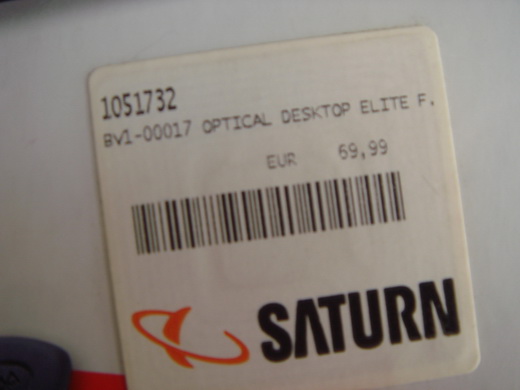 1051732
BV1-00017 OPTICAL DESKTOP ELITE F.
EUR 69,99
SATURN